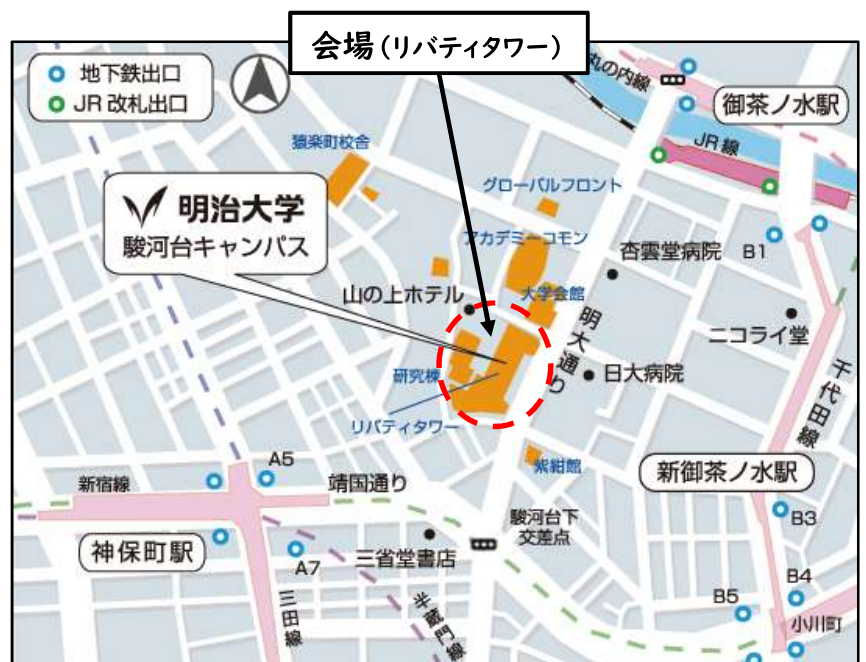 会場(リバティタワー)
地下鉄出口
JR改札出口
丸の内線
御茶ノ水駅
JR線
猿楽町校舎
グローバルフロント
明治大学
駿河台キャンパス
アカデミーコモン
杏雲堂病院
B1
山の上ホテル
大学会館
ニコライ堂
明大通り
日大病院
千代田線
研究棟
リバティタワー
紫紺館
新御茶ノ水駅
新宿線
A5
靖国通り
駿河台下
交差点
B3
神保町駅
A7
三省堂書店
三田線
半蔵門線
B5
B4
小川町